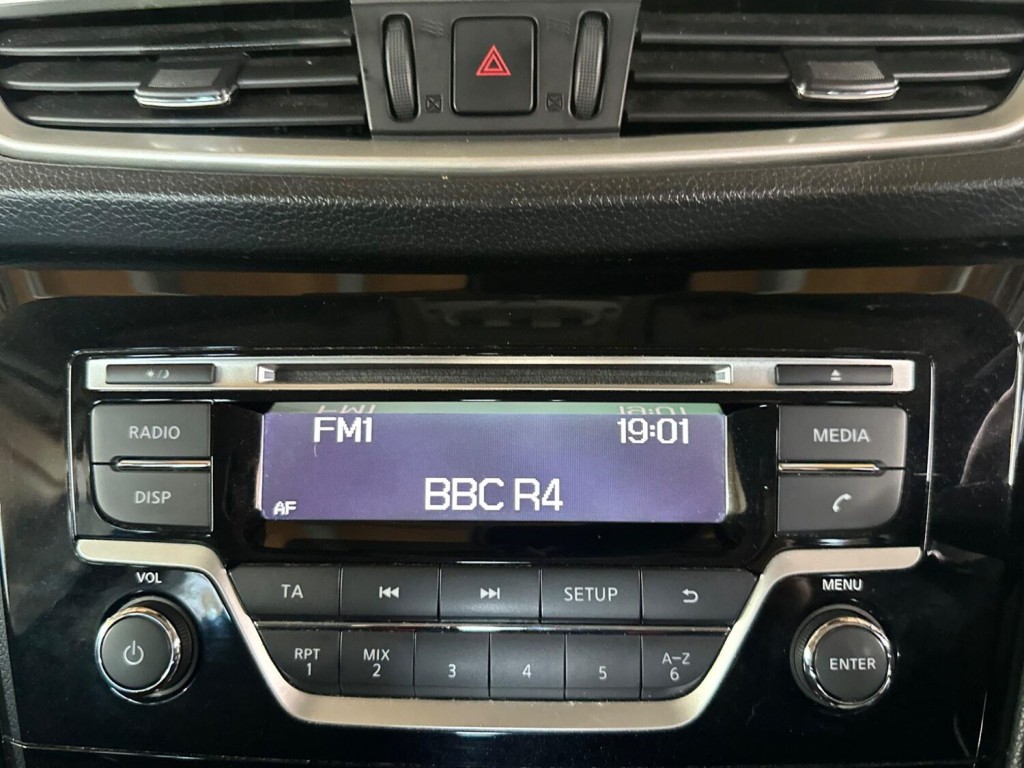 RADIO
DISP
FM1 19:01
AF BBC R4
MEDIA
VOL
TA SETUP
MENU
RPT MIX A-Z
1 2 3 4 5 6
ENTER